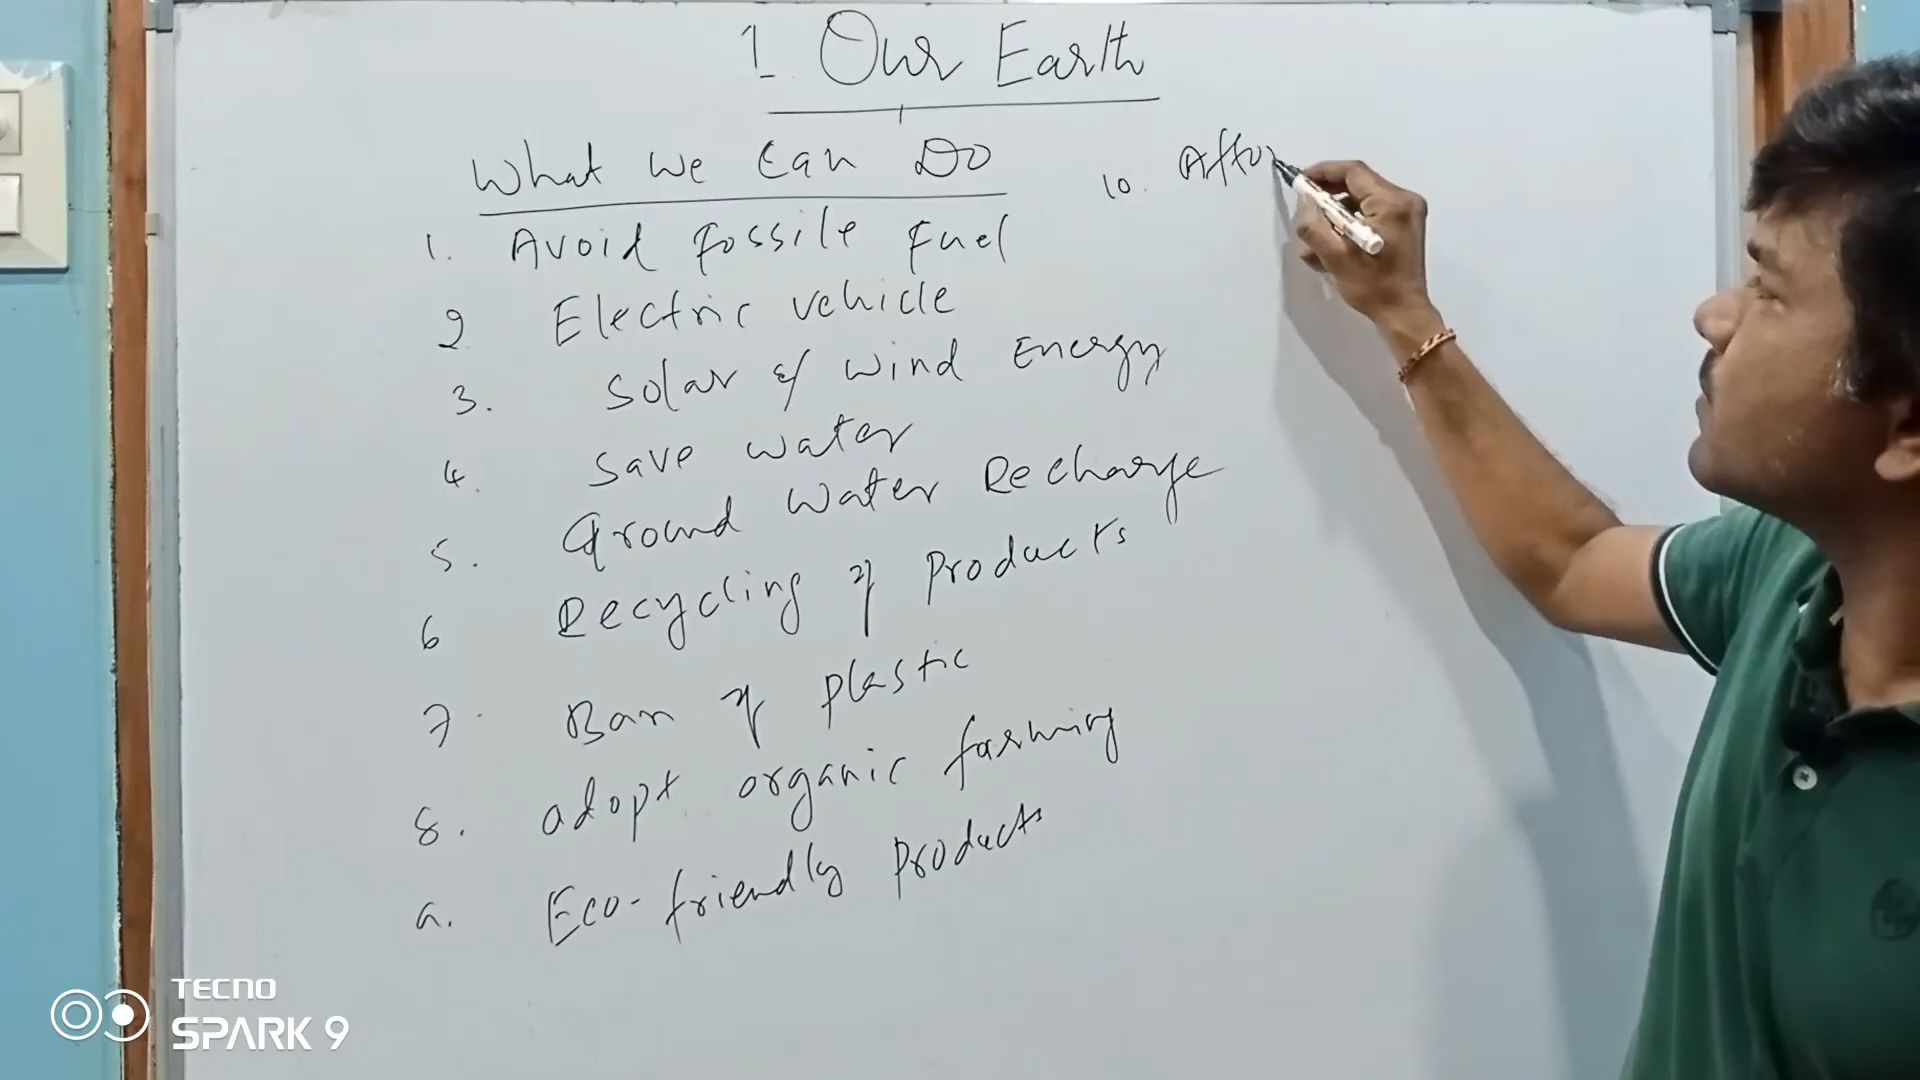 1. Our Earth
What We Can Do
1. Avoid Fossile Fuel
2 Electric vehicle
3. Solar & Wind Energy
4. Save Water
5. Ground Water Recharge
6 Recycling of Products
7. Ban of plastic
8. adopt organic farming
9. Eco-friendly Products
10. Affo
TECNO
SPARK 9